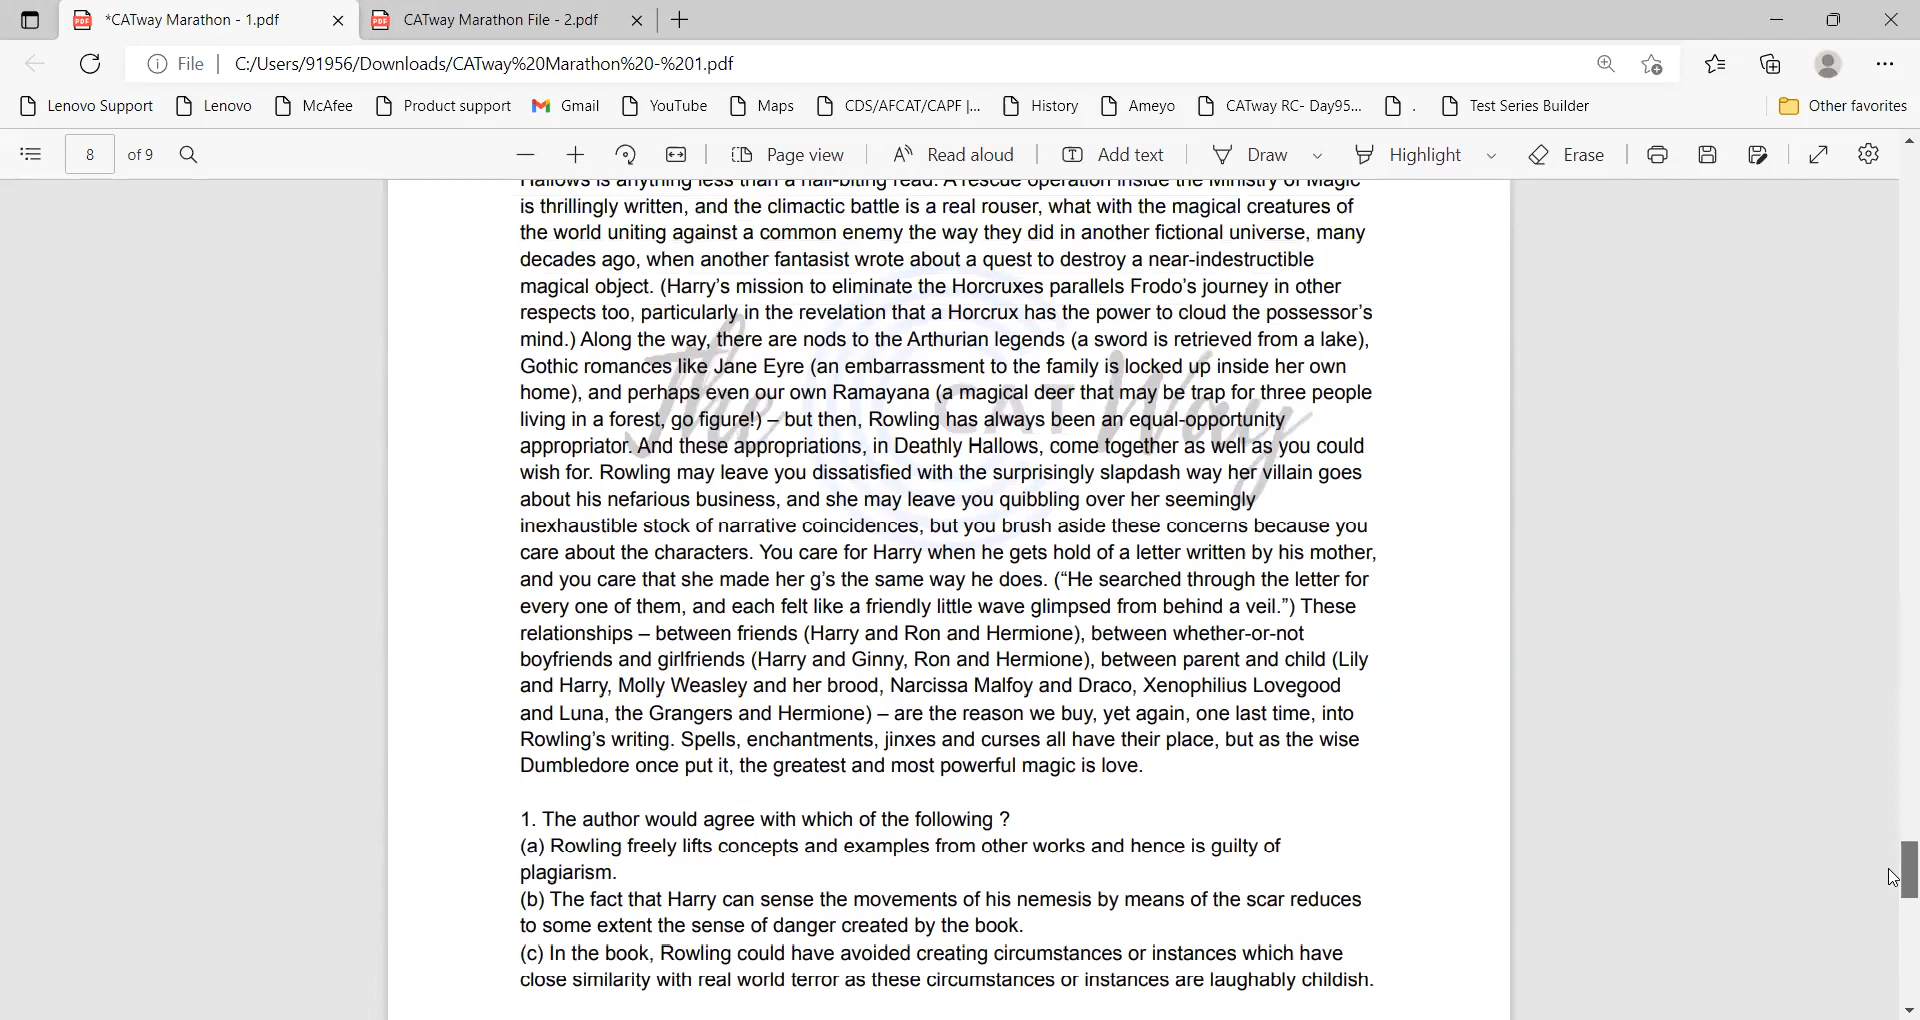 *CATway Marathon - 1.pdf
CATway Marathon File - 2.pdf
File
C:/Users/91956/Downloads/CATway%20Marathon%20-%201.pdf
Lenovo Support
Lenovo
McAfee
Product support
Gmail
YouTube
Maps
CDS/AFCAT/CAPF |...
History
Ameyo
CATway RC- Day95...
.
Test Series Builder
Other favorites
8 of 9
Page view
Read aloud
Add text
Draw
Highlight
Erase
Hallows is anything less than a nail-biting read. A rescue operation inside the Ministry of Magic
is thrillingly written, and the climactic battle is a real rouser, what with the magical creatures of
the world uniting against a common enemy the way they did in another fictional universe, many
decades ago, when another fantasist wrote about a quest to destroy a near-indestructible
magical object. (Harry’s mission to eliminate the Horcruxes parallels Frodo’s journey in other
respects too, particularly in the revelation that a Horcrux has the power to cloud the possessor’s
mind.) Along the way, there are nods to the Arthurian legends (a sword is retrieved from a lake),
Gothic romances like Jane Eyre (an embarrassment to the family is locked up inside her own
home), and perhaps even our own Ramayana (a magical deer that may be trap for three people
living in a forest, go figure!) – but then, Rowling has always been an equal-opportunity
appropriator. And these appropriations, in Deathly Hallows, come together as well as you could
wish for. Rowling may leave you dissatisfied with the surprisingly slapdash way her villain goes
about his nefarious business, and she may leave you quibbling over her seemingly
inexhaustible stock of narrative coincidences, but you brush aside these concerns because you
care about the characters. You care for Harry when he gets hold of a letter written by his mother,
and you care that she made her g’s the same way he does. (“He searched through the letter for
every one of them, and each felt like a friendly little wave glimpsed from behind a veil.”) These
relationships – between friends (Harry and Ron and Hermione), between whether-or-not
boyfriends and girlfriends (Harry and Ginny, Ron and Hermione), between parent and child (Lily
and Harry, Molly Weasley and her brood, Narcissa Malfoy and Draco, Xenophilius Lovegood
and Luna, the Grangers and Hermione) – are the reason we buy, yet again, one last time, into
Rowling’s writing. Spells, enchantments, jinxes and curses all have their place, but as the wise
Dumbledore once put it, the greatest and most powerful magic is love.
The CAT Way
1. The author would agree with which of the following ?
(a) Rowling freely lifts concepts and examples from other works and hence is guilty of
plagiarism.
(b) The fact that Harry can sense the movements of his nemesis by means of the scar reduces
to some extent the sense of danger created by the book.
(c) In the book, Rowling could have avoided creating circumstances or instances which have
close similarity with real world terror as these circumstances or instances are laughably childish.